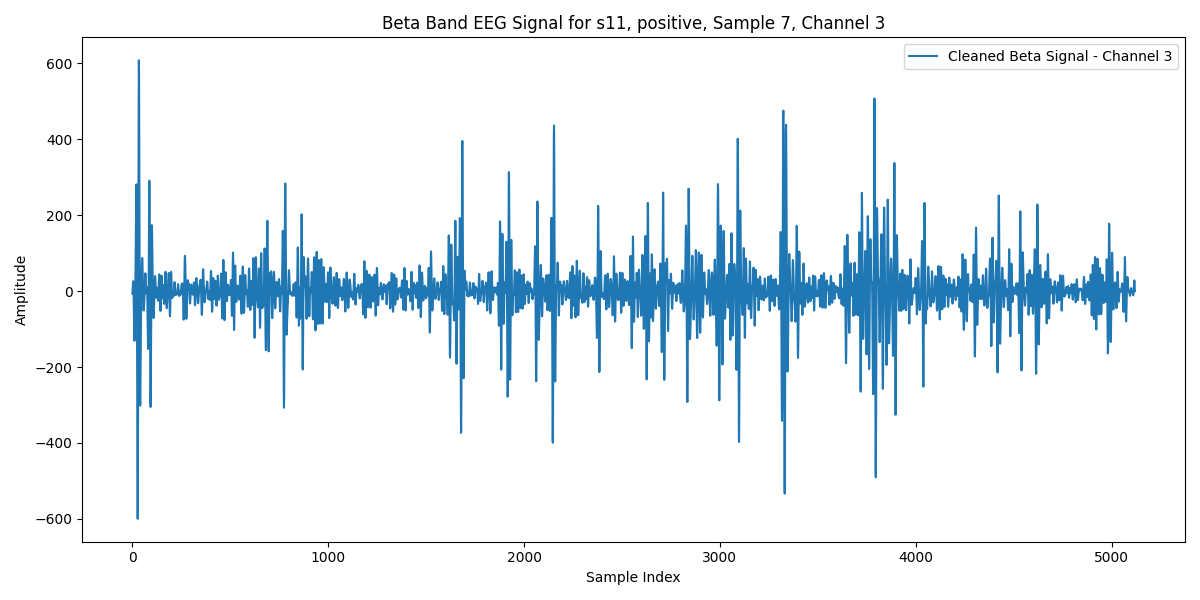 Beta Band EEG Signal for s11, positive, Sample 7, Channel 3
Cleaned Beta Signal - Channel 3
600
400
200
0
−200
−400
−600
Amplitude
0 1000 2000 3000 4000 5000
Sample Index